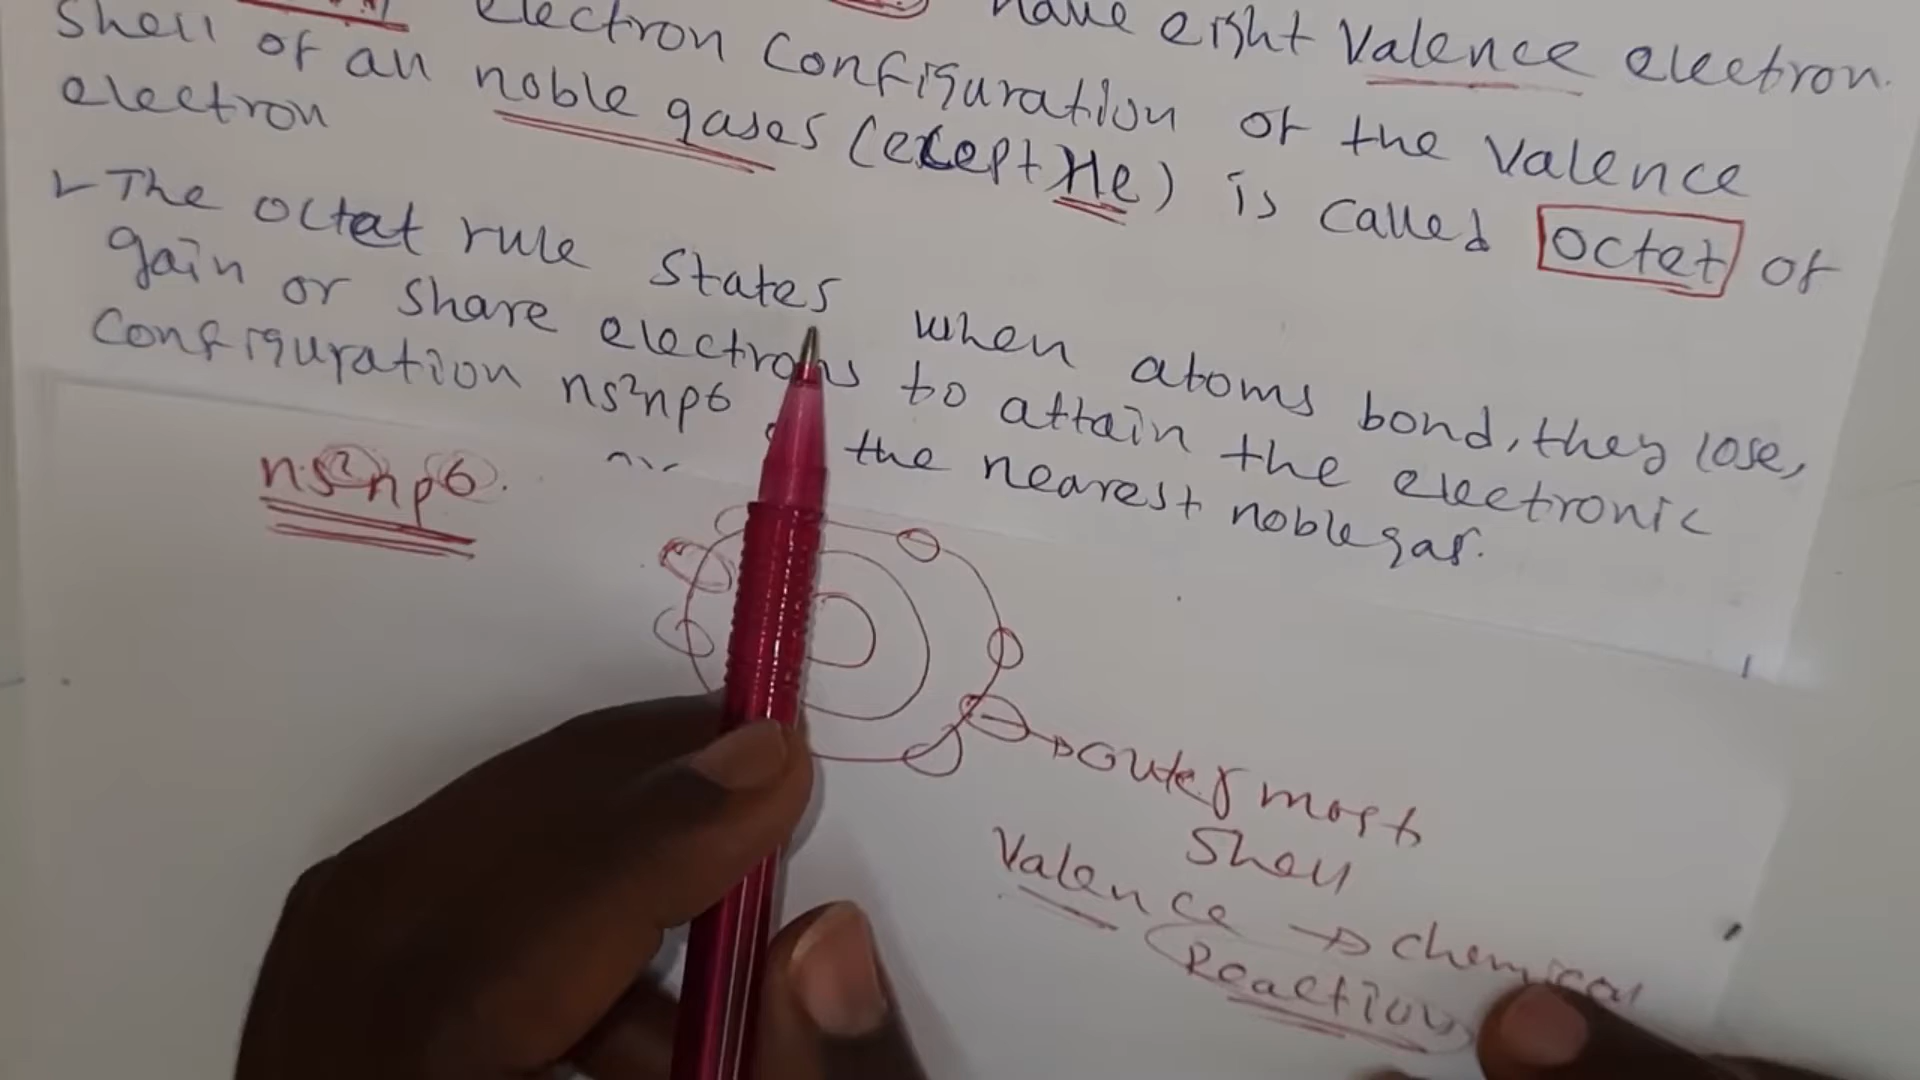 have eight valence electron.
electron configuration of the valence
shell of an noble gases (except He) is called octet of
electron
The octet rule states when atoms bond, they lose,
gain or share electrons to attain the electronic
configuration ns²np6 the nearest noble gas.
ns²np6.
outer most
shell
Valence → chemical
Reaction